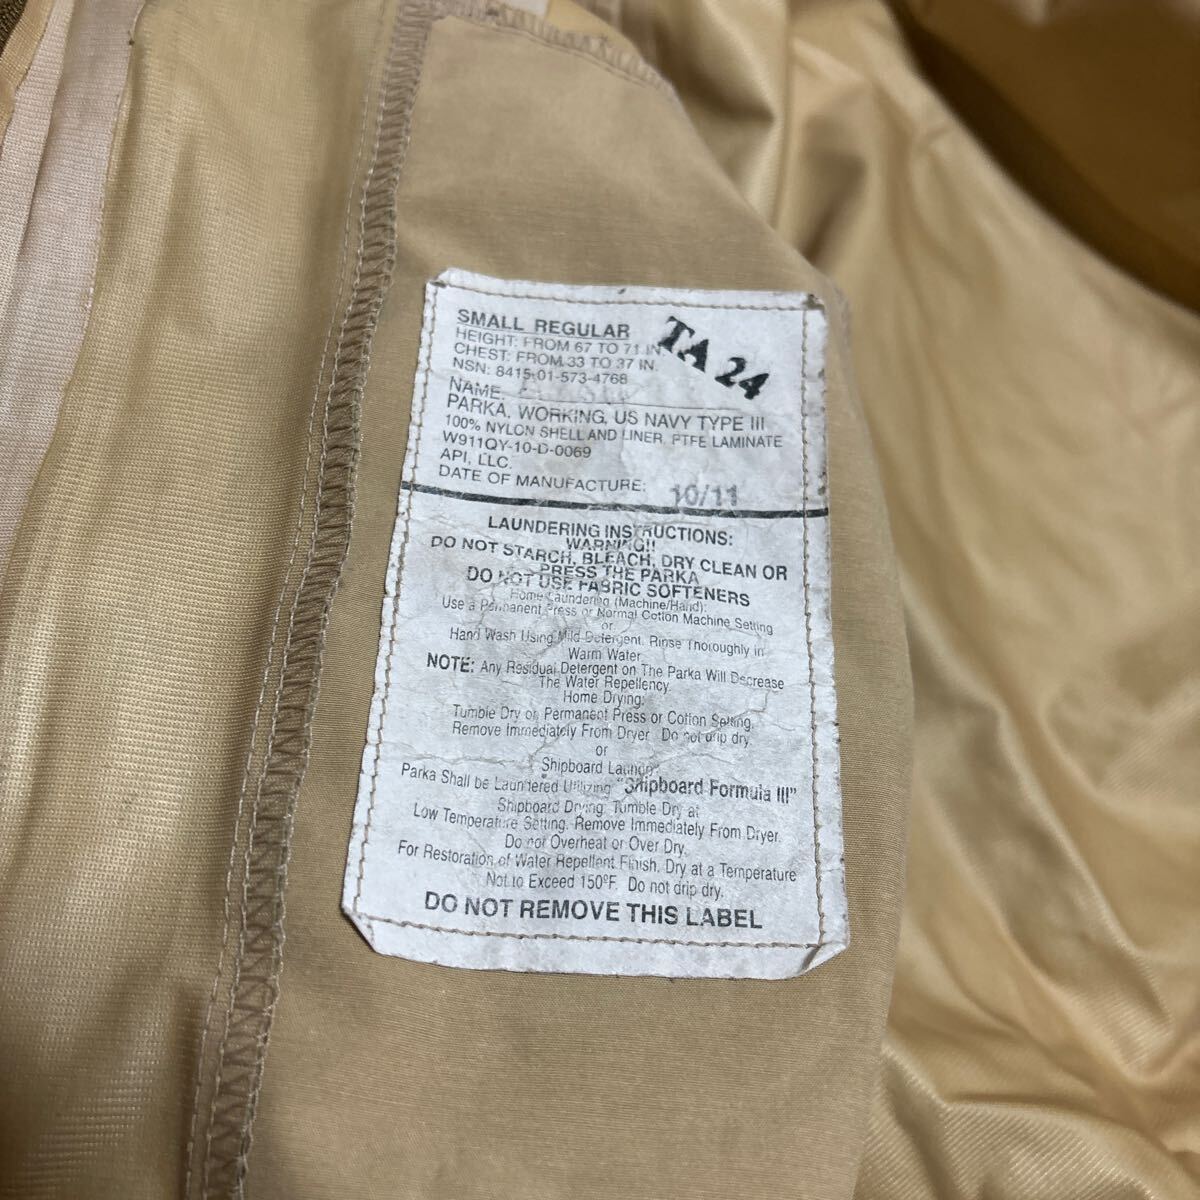 SMALL REGULAR
TA 24
HEIGHT: FROM 67 TO 71 IN
CHEST: FROM 33 TO 37 IN.
NSN: 8415-01-573-4768
NAME:
PARKA, WORKING, US NAVY TYPE III
100% NYLON SHELL AND LINER, PTFE LAMINATE
W911QY-10-D-0069
API, LLC.
DATE OF MANUFACTURE: 10/11
LAUNDERING INSTRUCTIONS:
WARNING!!
DO NOT STARCH, BLEACH, DRY CLEAN OR
PRESS THE PARKA
DO NOT USE FABRIC SOFTENERS
Home Laundering (Machine/Hand):
Use a Permanent Press or Normal Cotton Machine Setting
or
Hand Wash Using Mild Detergent. Rinse Thoroughly in
Warm Water
NOTE: Any Residual Detergent on The Parka Will Decrease
The Water Repellency.
Home Drying:
Tumble Dry on Permanent Press or Cotton Setting.
Remove Immediately From Dryer. Do not drip dry.
or
Shipboard Laundry:
Parka Shall be Laundered Utilizing "Shipboard Formula III"
Shipboard Drying: Tumble Dry at
Low Temperature Setting. Remove Immediately From Dryer.
Do not Overheat or Over Dry.
For Restoration of Water Repellent Finish, Dry at a Temperature
Not to Exceed 150°F. Do not drip dry.
DO NOT REMOVE THIS LABEL